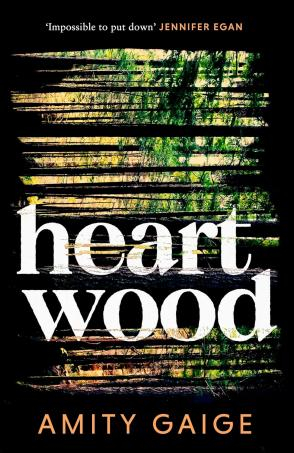 ‘Impossible to put down’ JENNIFER EGAN
heart
wood
AMITY GAIGE